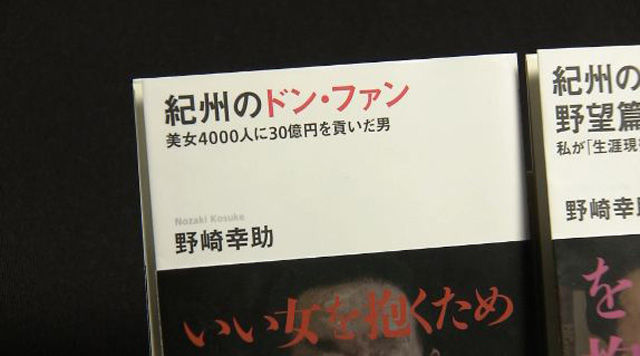 紀州のドン・ファン
美女4000人に30億円を貢いだ男
Nozaki Kosuke
野崎幸助
いい女を抱くため
紀州の
野望篇
私が「生涯現
野崎幸
を